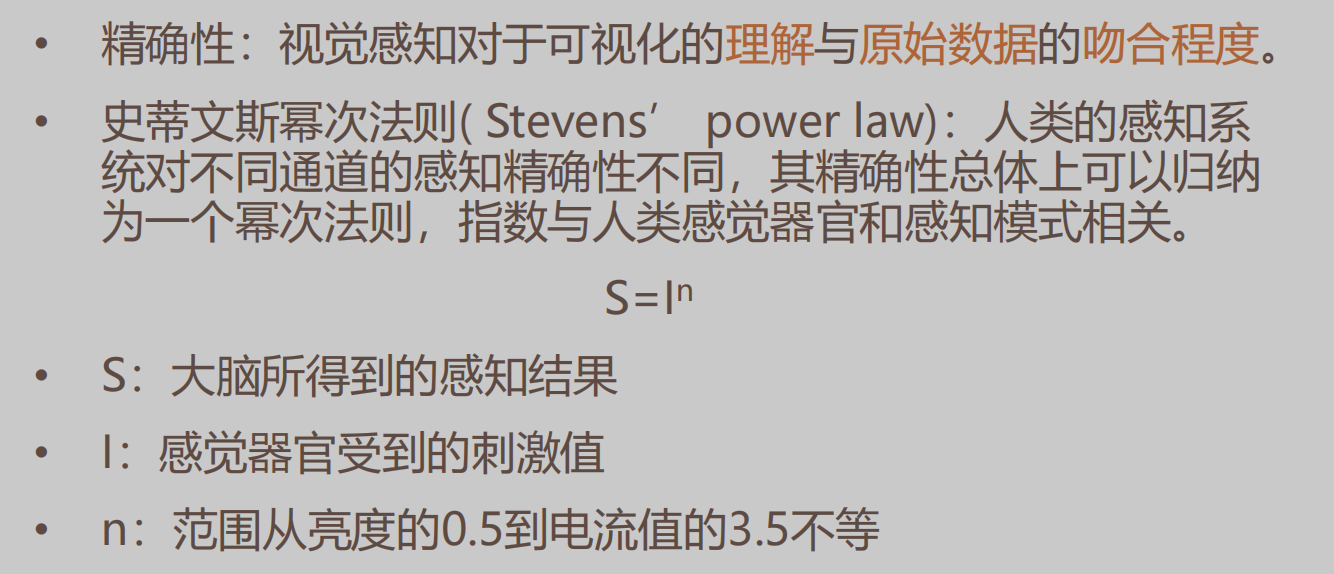 • 精确性：视觉感知对于可视化的理解与原始数据的吻合程度。
• 史蒂文斯幂次法则( Stevens’ power law)：人类的感知系
统对不同通道的感知精确性不同，其精确性总体上可以归纳
为一个幂次法则，指数与人类感觉器官和感知模式相关。
S=Iⁿ
• S：大脑所得到的感知结果
• I：感觉器官受到的刺激值
• n：范围从亮度的0.5到电流值的3.5不等